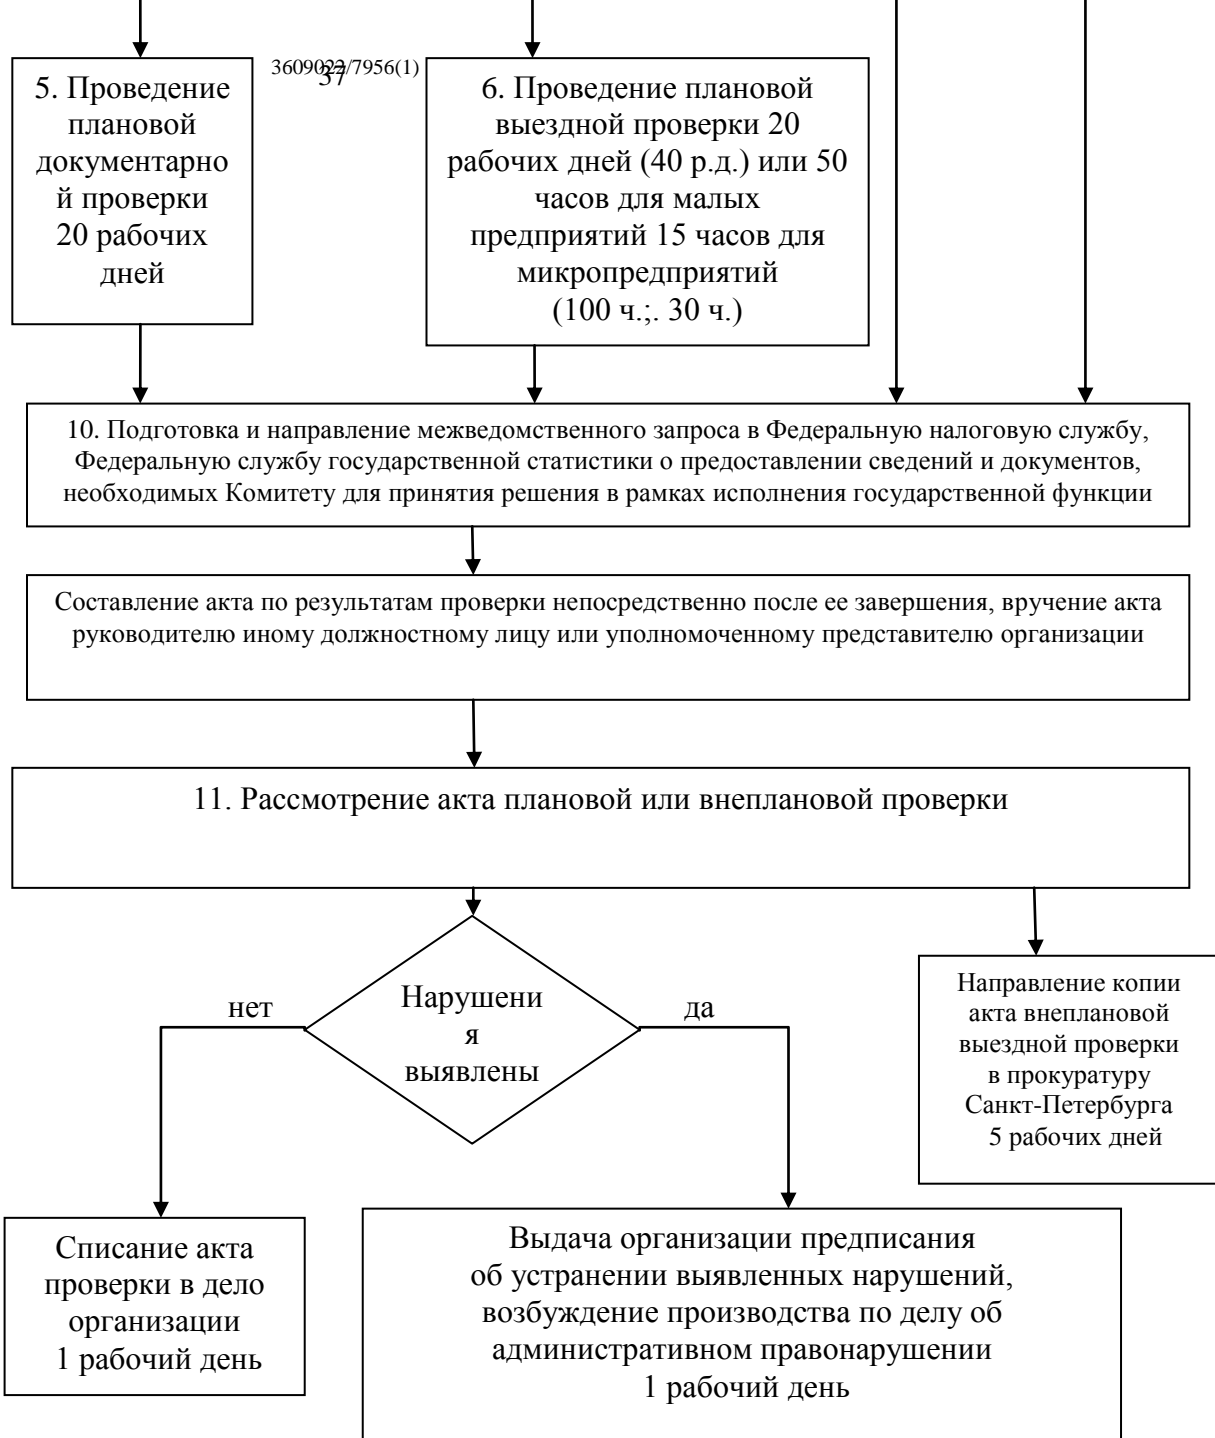 3609022/7956(1)
37
5. Проведение
плановой
документарно
й проверки
20 рабочих
дней
6. Проведение плановой
выездной проверки 20
рабочих дней (40 р.д.) или 50
часов для малых
предприятий 15 часов для
микропредприятий
(100 ч.;. 30 ч.)
10. Подготовка и направление межведомственного запроса в Федеральную налоговую службу,
Федеральную службу государственной статистики о предоставлении сведений и документов,
необходимых Комитету для принятия решения в рамках исполнения государственной функции
Составление акта по результатам проверки непосредственно после ее завершения, вручение акта
руководителю иному должностному лицу или уполномоченному представителю организации
11. Рассмотрение акта плановой или внеплановой проверки
нет
Нарушени
я
выявлены
да
Направление копии
акта внеплановой
выездной проверки
в прокуратуру
Санкт-Петербурга
5 рабочих дней
Списание акта
проверки в дело
организации
1 рабочий день
Выдача организации предписания
об устранении выявленных нарушений,
возбуждение производства по делу об
административном правонарушении
1 рабочий день